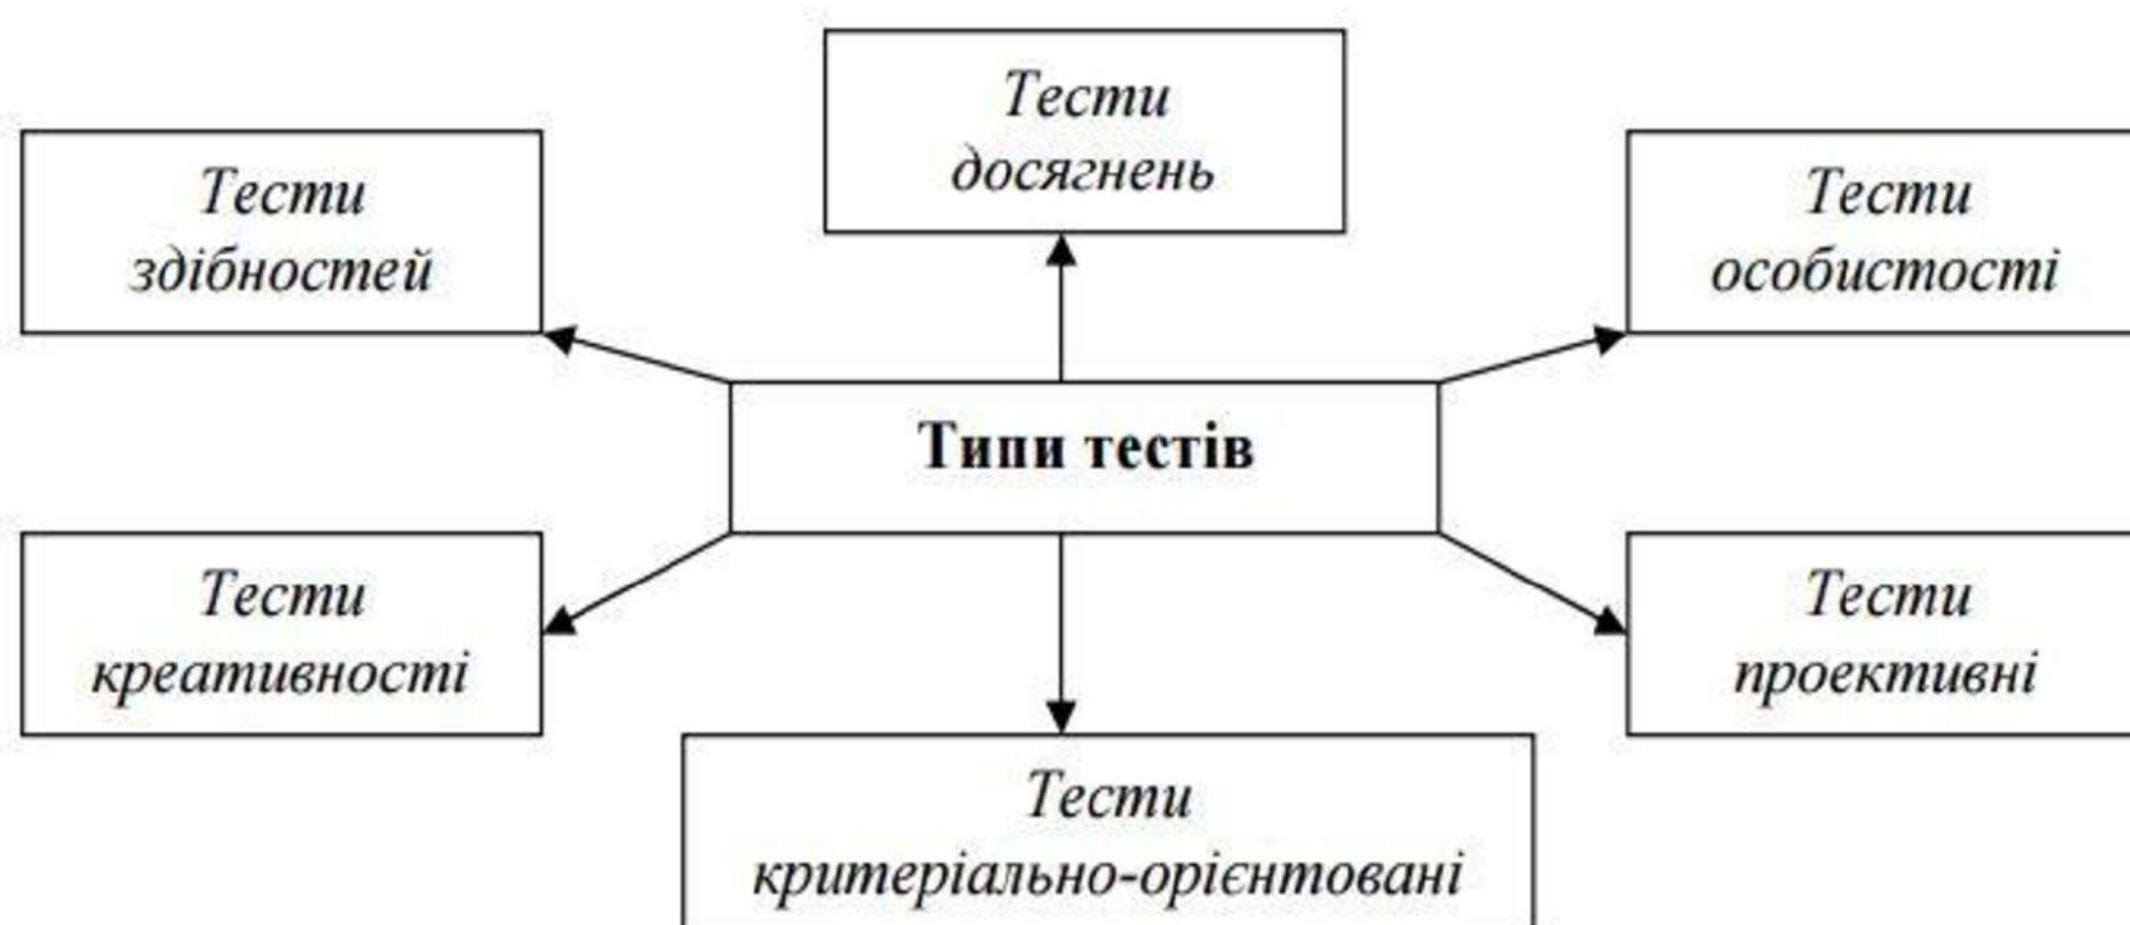 Тести
досягнень
Тести
здібностей
Тести
особистості
Типи тестів
Тести
креативності
Тести
проективні
Тести
критеріально-орієнтовані